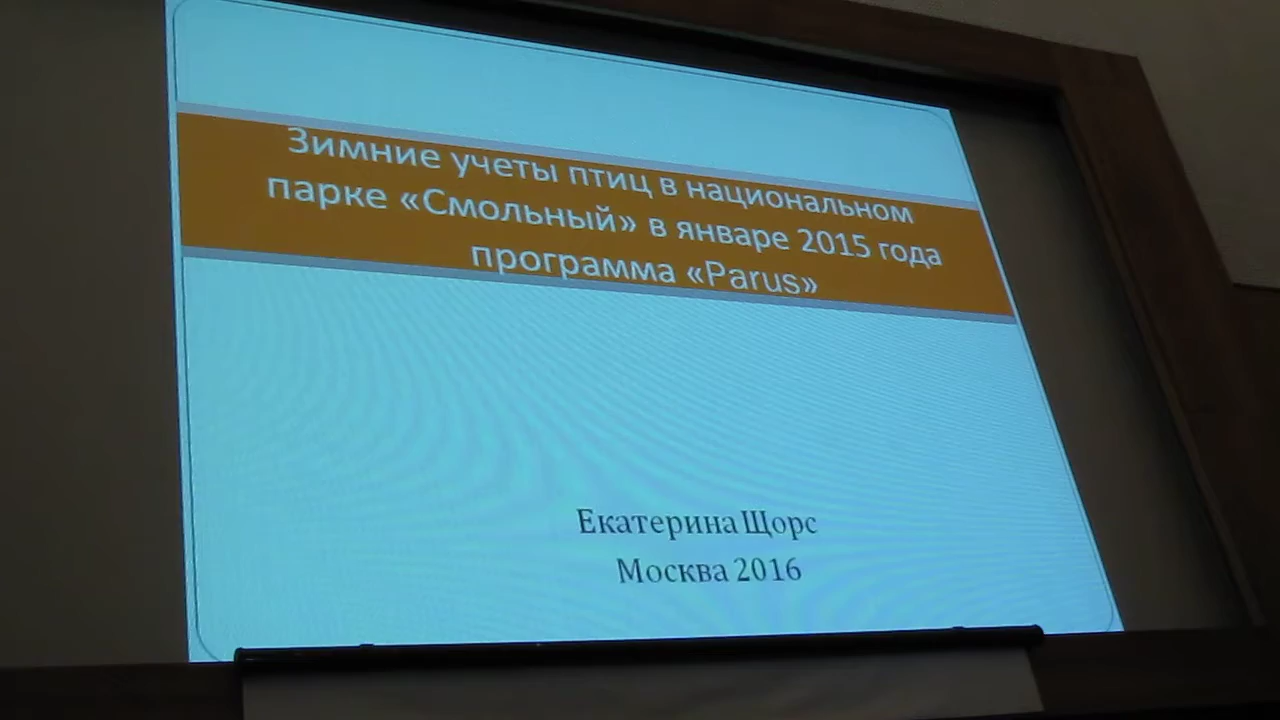 Зимние учеты птиц в национальном
парке «Смольный» в январе 2015 года
программа «Parus»
Екатерина Щорс
Москва 2016